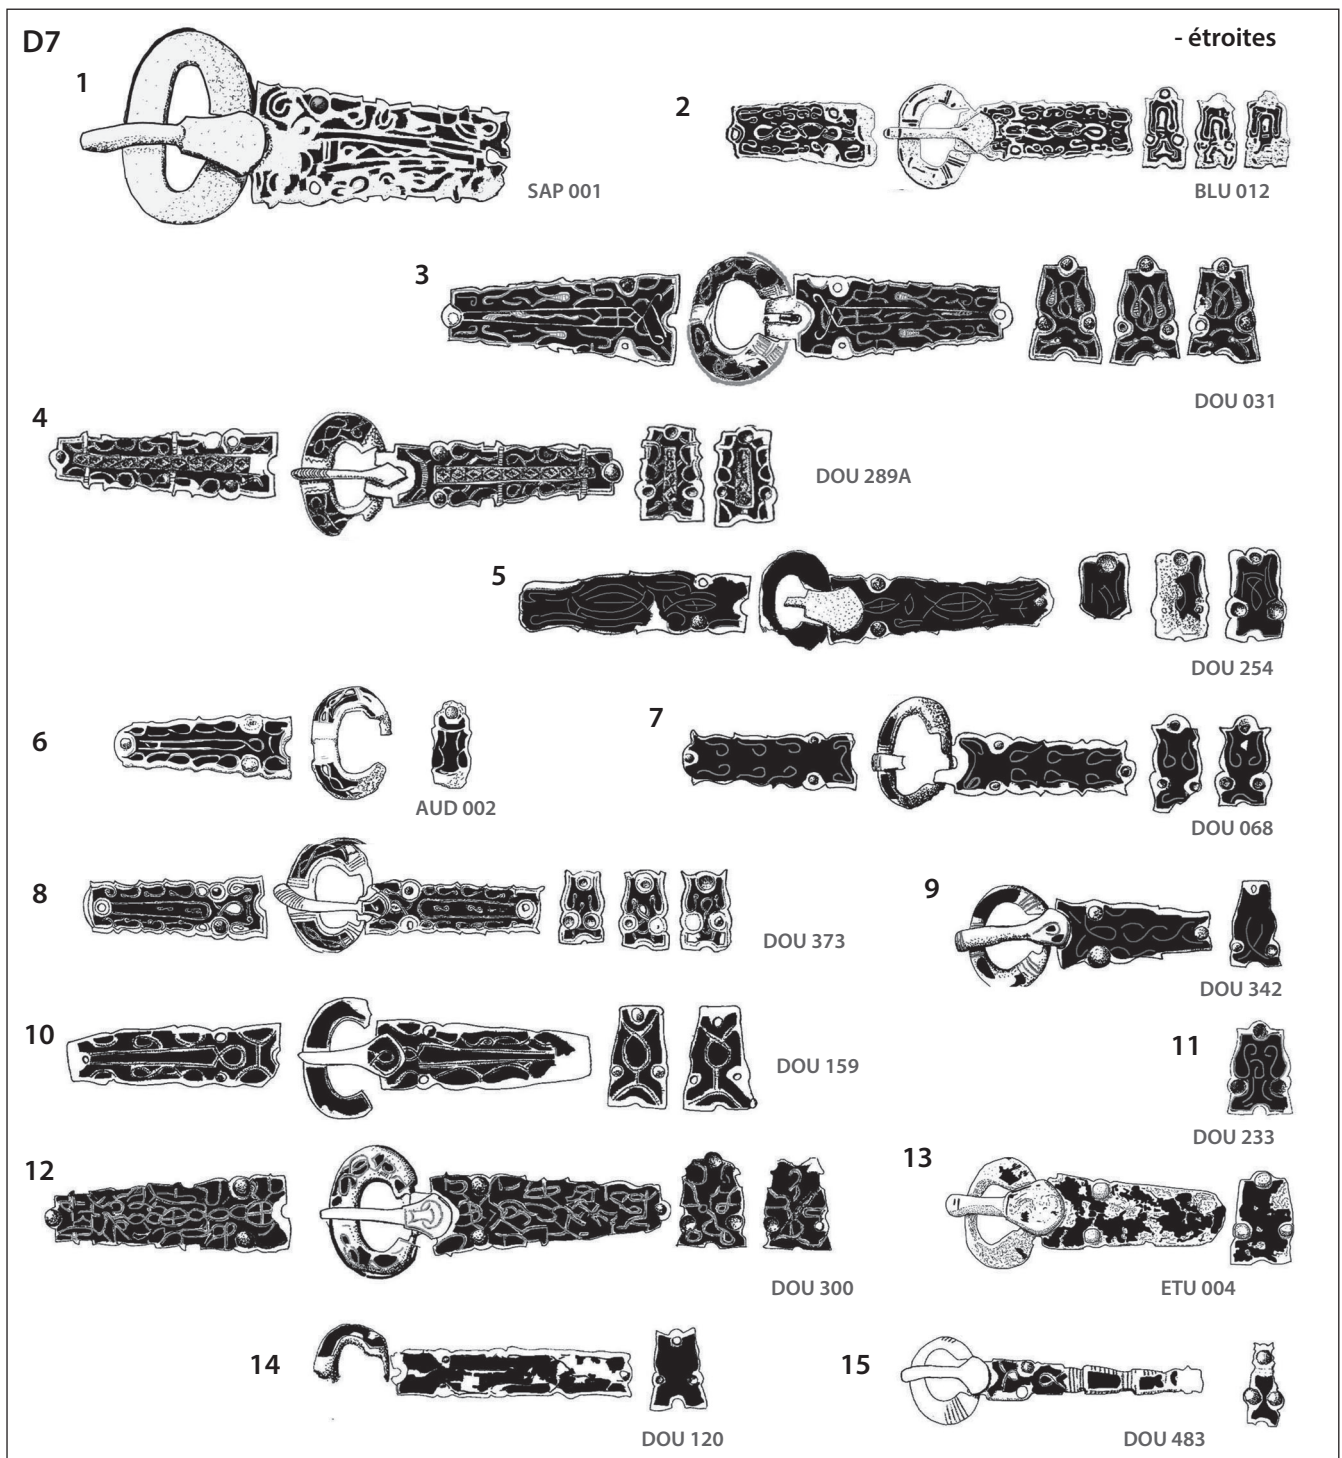 D7
- étroites
1
SAP 001
2
BLU 012
3
DOU 031
4
DOU 289A
5
DOU 254
6
AUD 002
7
DOU 068
8
DOU 373
9
DOU 342
10
DOU 159
11
DOU 233
12
DOU 300
13
ETU 004
14
DOU 120
15
DOU 483